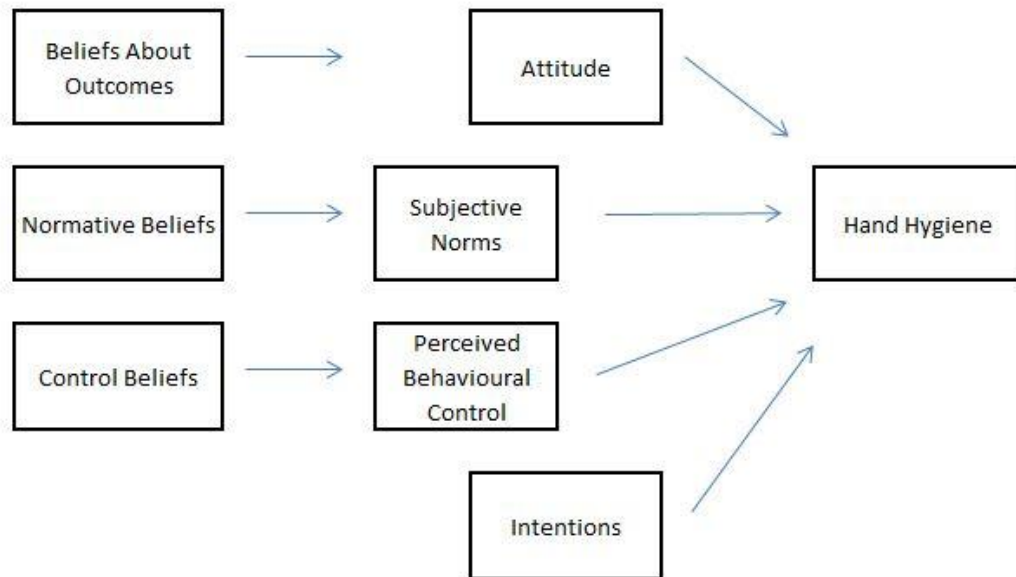 Beliefs About
Outcomes
Attitude
Normative Beliefs
Subjective
Norms
Hand Hygiene
Control Beliefs
Perceived
Behavioural
Control
Intentions